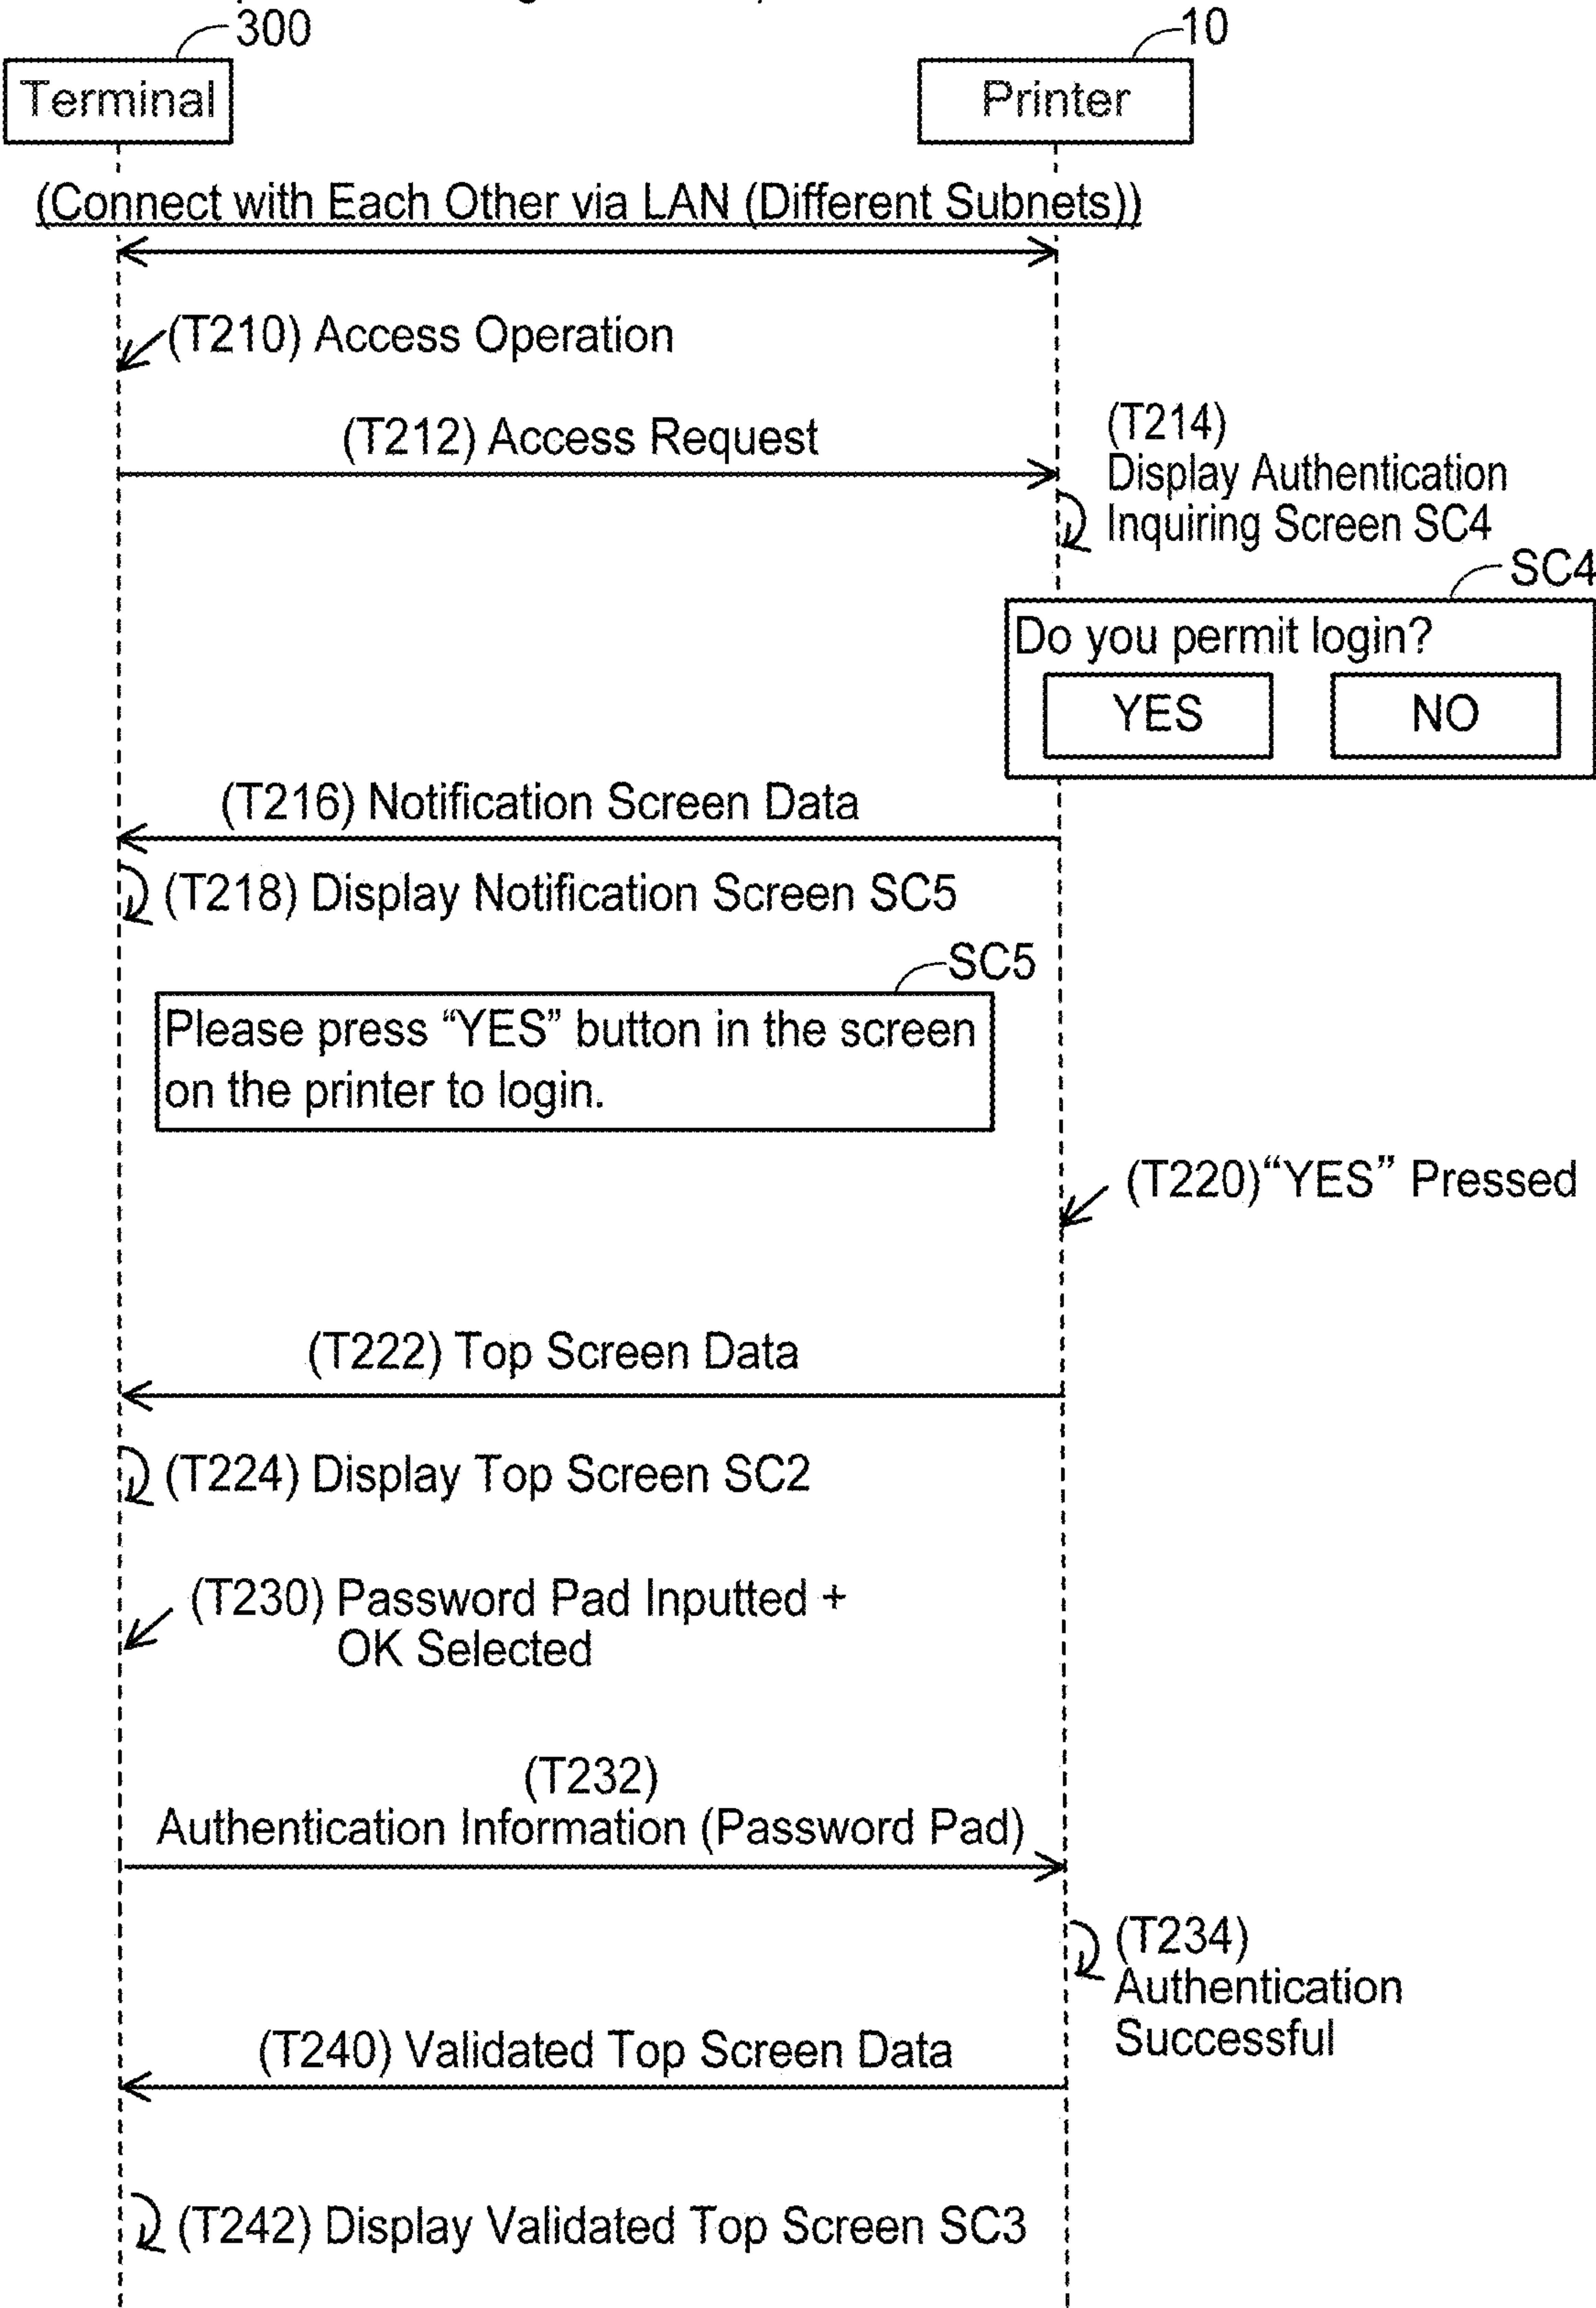 300
10
Terminal
Printer
(Connect with Each Other via LAN (Different Subnets))
(T210) Access Operation
(T212) Access Request
(T214)
Display Authentication
Inquiring Screen SC4
SC4
Do you permit login?
YES
NO
(T216) Notification Screen Data
(T218) Display Notification Screen SC5
SC5
Please press “YES” button in the screen
on the printer to login.
(T220)“YES” Pressed
(T222) Top Screen Data
(T224) Display Top Screen SC2
(T230) Password Pad Inputted +
OK Selected
(T232)
Authentication Information (Password Pad)
(T234)
Authentication
Successful
(T240) Validated Top Screen Data
(T242) Display Validated Top Screen SC3